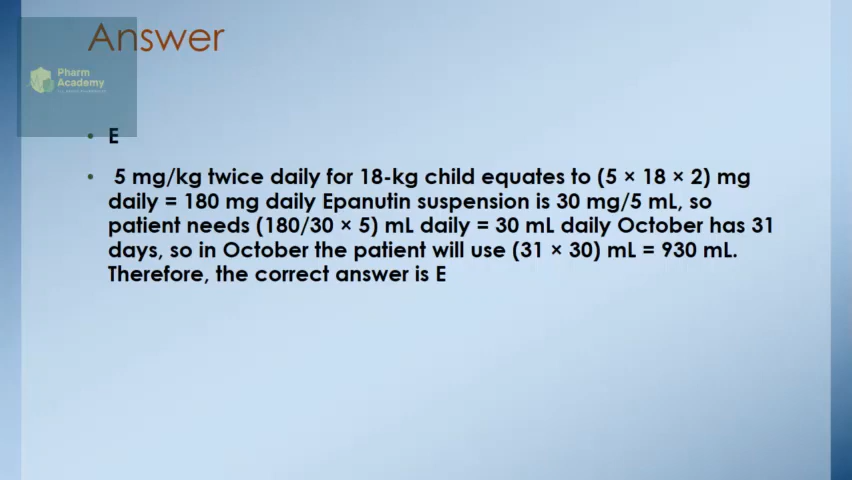 Answer
Pharm
Academy
• E
• 5 mg/kg twice daily for 18-kg child equates to (5 × 18 × 2) mg
daily = 180 mg daily Epanutin suspension is 30 mg/5 mL, so
patient needs (180/30 × 5) mL daily = 30 mL daily October has 31
days, so in October the patient will use (31 × 30) mL = 930 mL.
Therefore, the correct answer is E